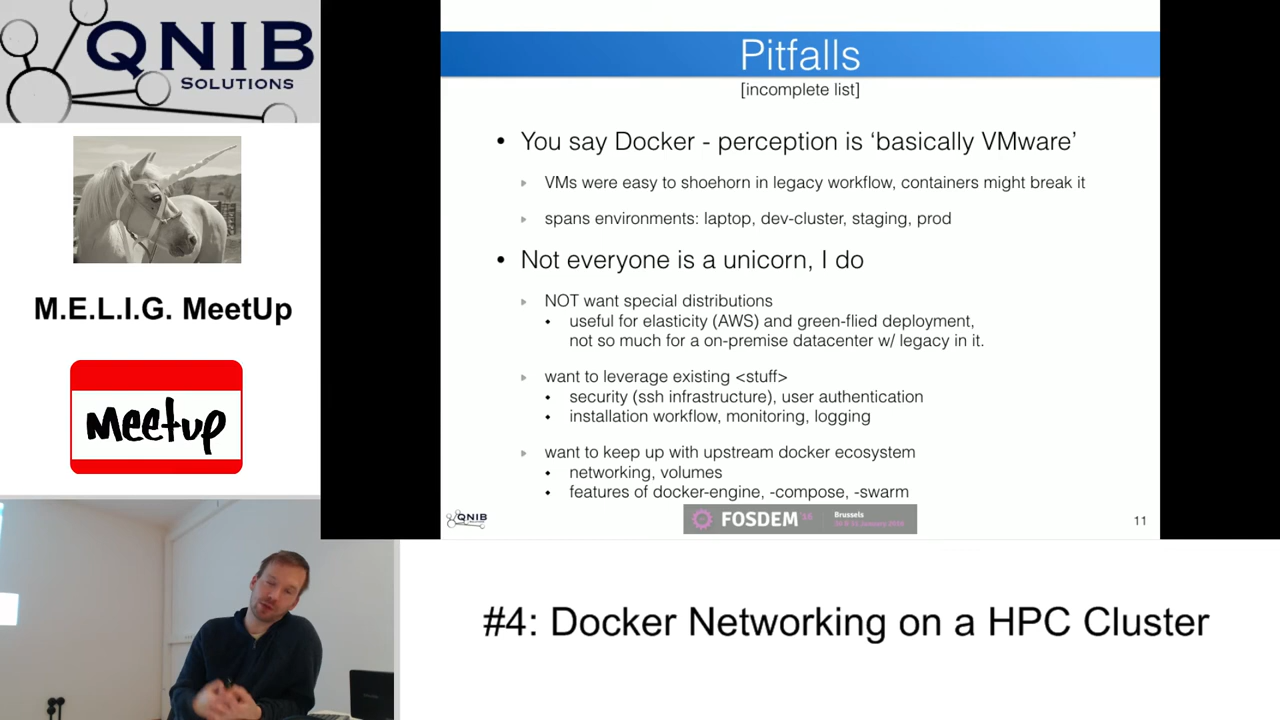 QNIB
SOLUTIONS
M.E.L.I.G. MeetUp
Meetup
Pitfalls
[incomplete list]
• You say Docker - perception is ‘basically VMware’
VMs were easy to shoehorn in legacy workflow, containers might break it
spans environments: laptop, dev-cluster, staging, prod
• Not everyone is a unicorn, I do
NOT want special distributions
• useful for elasticity (AWS) and green-flied deployment,
not so much for a on-premise datacenter w/ legacy in it.
want to leverage existing <stuff>
• security (ssh infrastructure), user authentication
• installation workflow, monitoring, logging
want to keep up with upstream docker ecosystem
• networking, volumes
• features of docker-engine, -compose, -swarm
QNIB
FOSDEM'16
Brussels
30 & 31 January 2016
11
#4: Docker Networking on a HPC Cluster